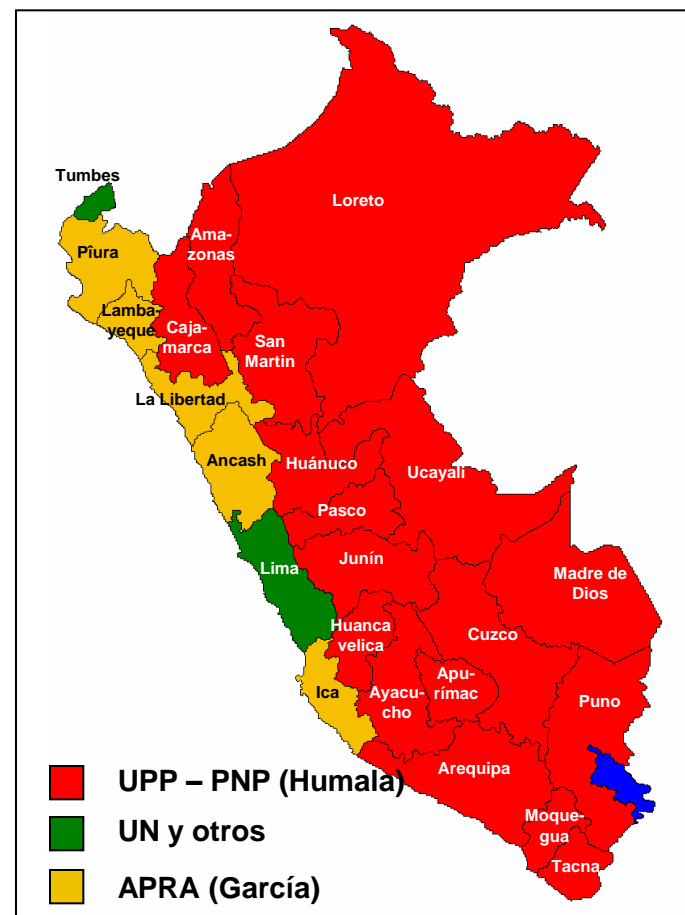 Tumbes
Loreto
Ama-
zonas
Pîura
Lamba-
yeque
Caja-
marca
San
Martin
La Libertad
Ancash
Huánuco
Ucayali
Pasco
Lima
Junín
Madre de
Dios
Huanca
velica
Cuzco
Ica
Ayacu-
cho
Apu-
rímac
Puno
Arequipa
Moque-
gua
Tacna
UPP – PNP (Humala)
UN y otros
APRA (García)